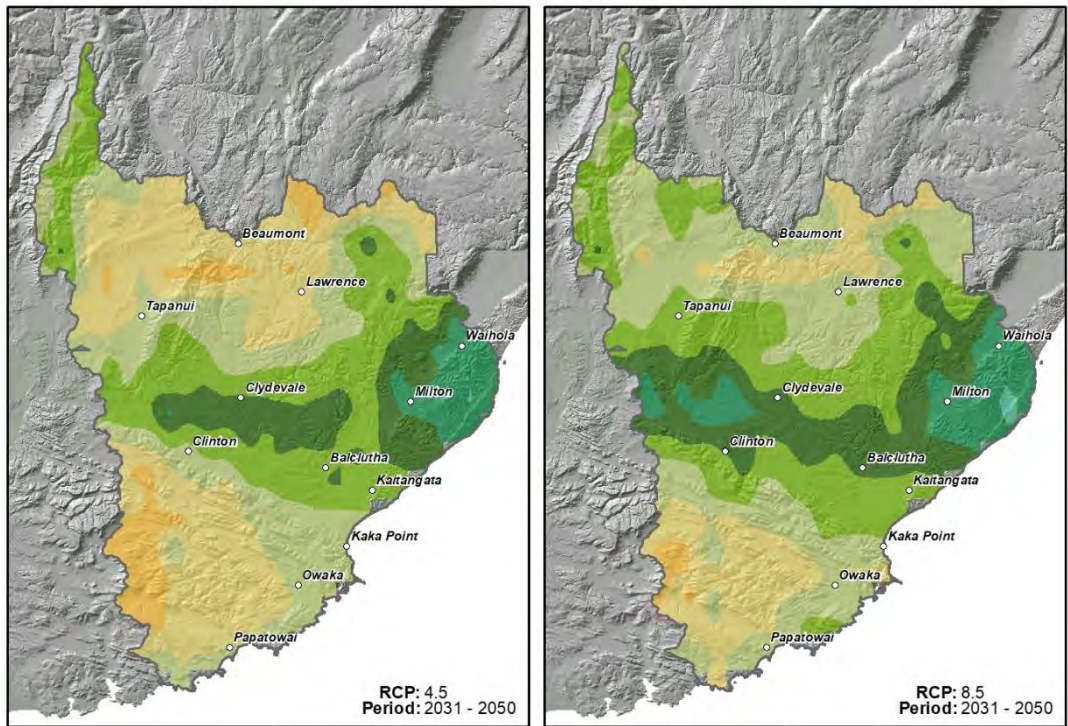 Beaumont
Lawrence
Tapanui
Waihola
Clydevale
Milton
Clinton
Balclutha
Kaitangata
Kaka Point
Owaka
Papatowai
RCP: 4.5
Period: 2031 - 2050
Beaumont
Lawrence
Tapanui
Waihola
Clydevale
Milton
Clinton
Balclutha
Kaitangata
Kaka Point
Owaka
Papatowai
RCP: 8.5
Period: 2031 - 2050